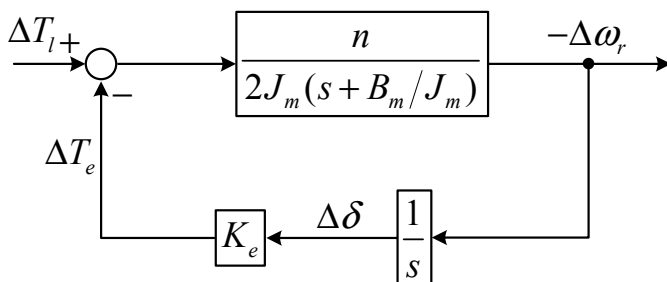 ΔT_l + n −Δω_r
2J_m(s + B_m/J_m)
−
ΔT_e
K_e Δδ 1/s